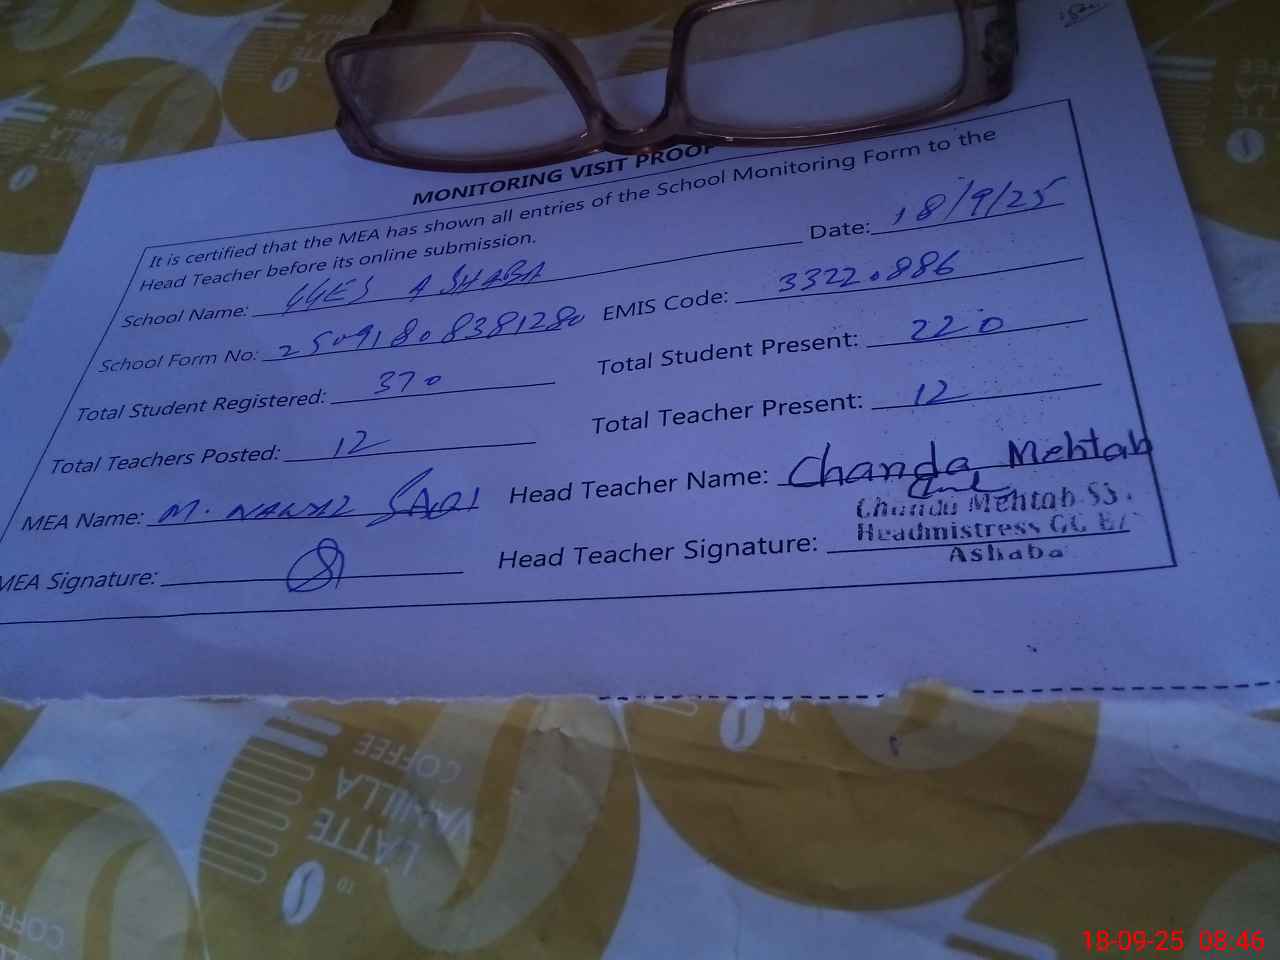 MONITORING VISIT PROOF
It is certified that the MEA has shown all entries of the School Monitoring Form to the
Head Teacher before its online submission.
Date: 18/9/25
School Name: GGES ASHABA
School Form No: 25091808381280 EMIS Code: 33220886
Total Student Registered: 370 Total Student Present: 220
Total Teachers Posted: 12 Total Teacher Present: 12
MEA Name: M. NAWAZ SAQI Head Teacher Name: Chanda Mehtab
MEA Signature: Head Teacher Signature:
Chanda Mehtab SS.
Headmistress GG E/
Ashaba
COFFEE
VANILLA
LATTE
18-09-25 08:46